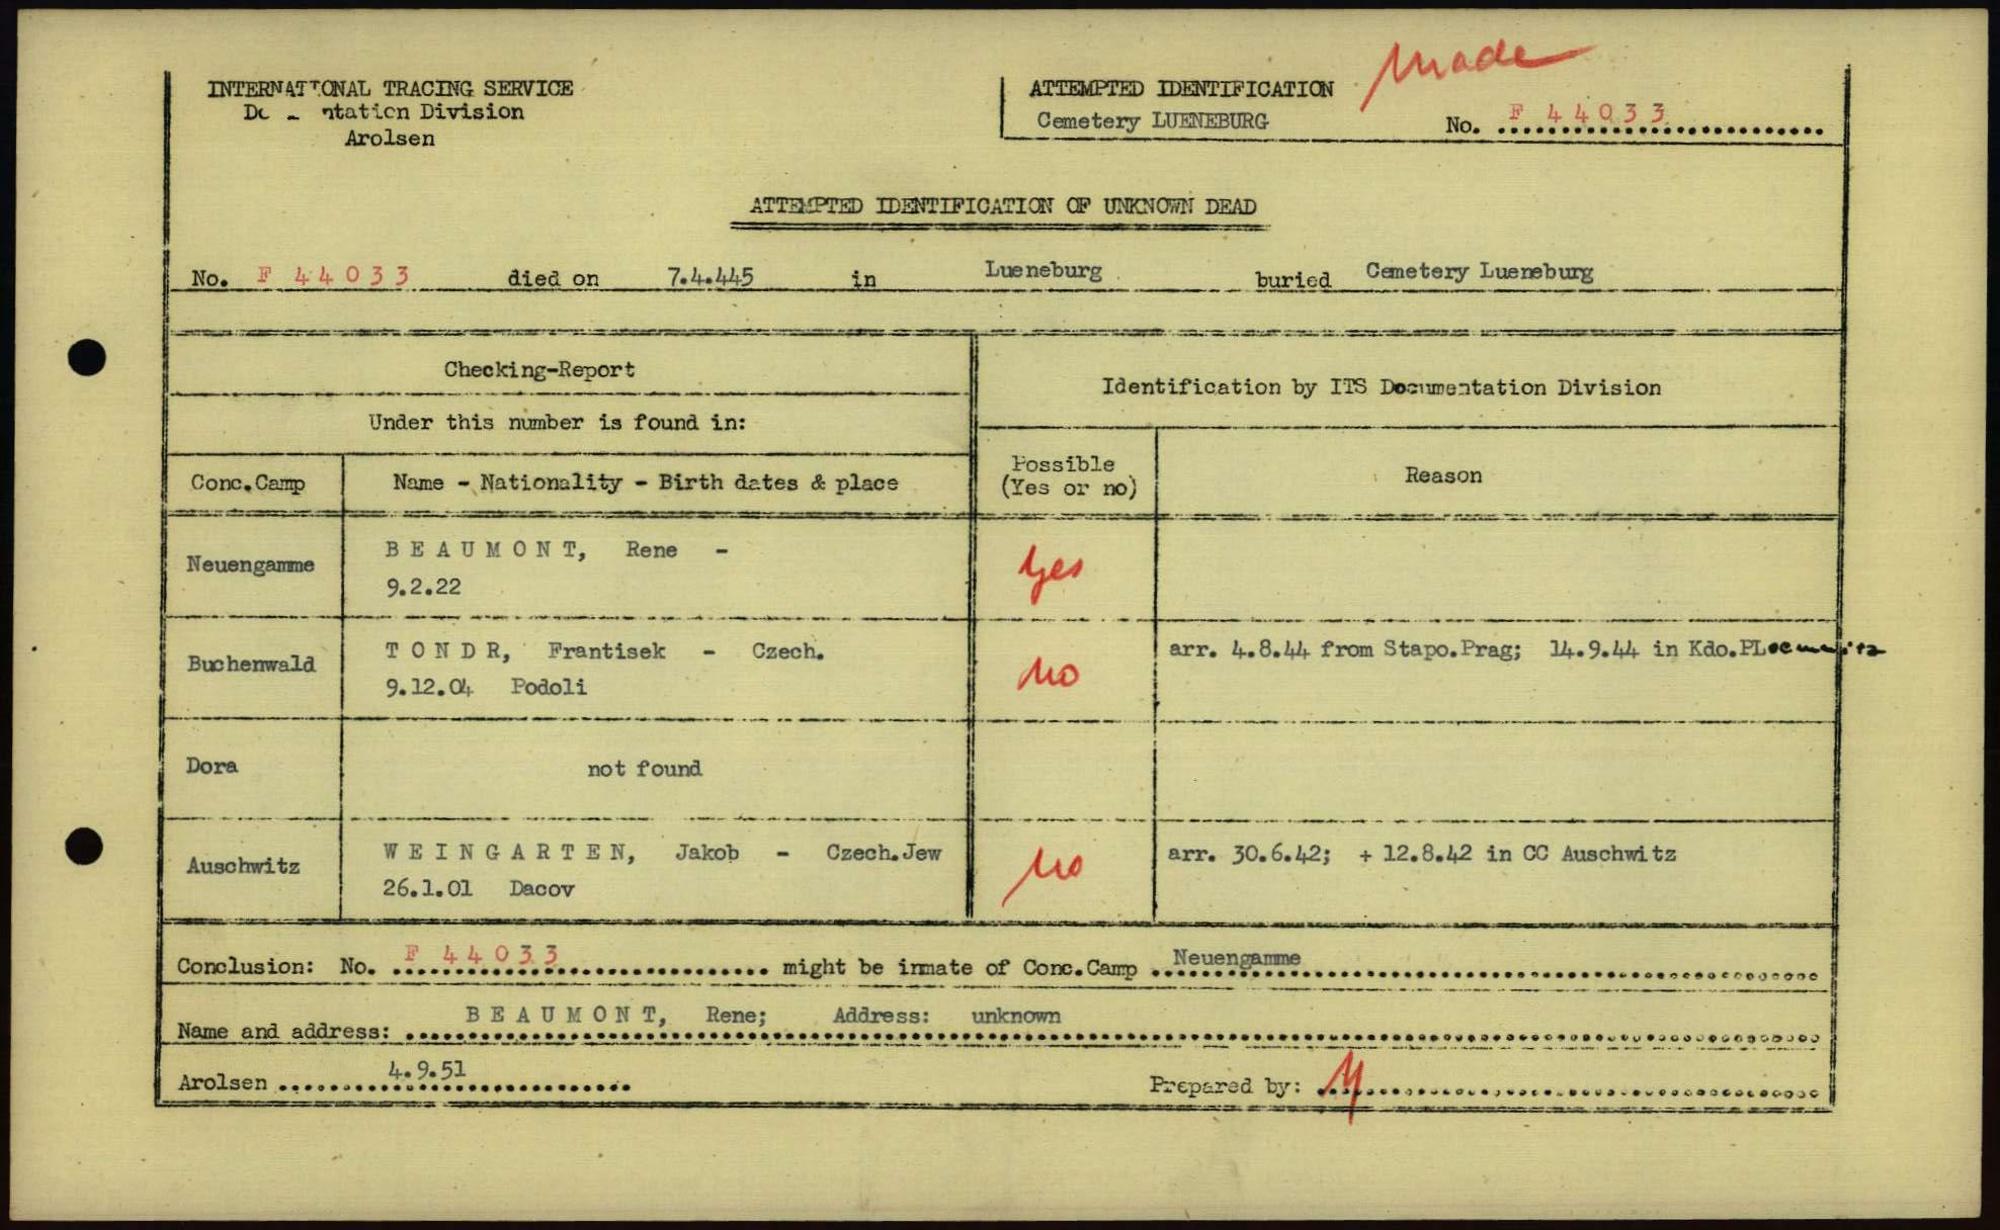 made
INTERNATIONAL TRACING SERVICE
Division
Arolsen
ATTEMPTED IDENTIFICATION
Cemetery LUENEBURG
No. F 44033
ATTEMPTED IDENTIFICATION OF UNKNOWN DEAD
No. F 44033 died on 7.4.445 in Lueneburg buried Cemetery Lueneburg
Checking-Report
Identification by ITS Documentation Division
Under this number is found in:
Conc.Camp
Name - Nationality - Birth dates & place
Possible
(Yes or no)
Reason
Neuengamme
BEAUMONT, Rene -
9.2.22
Yes
Buchenwald
TONDR, Frantisek - Czech.
9.12.04 Podoli
no
arr. 4.8.44 from Stapo.Prag; 14.9.44 in Kdo.
Dora
not found
Auschwitz
WEINGARTEN, Jakob - Czech.Jew
26.1.01 Dacov
no
arr. 30.6.42; + 12.8.42 in CC Auschwitz
Conclusion: No. F 44033 might be inmate of Conc.Camp Neuengamme
Name and address: BEAUMONT, Rene; Address: unknown
Arolsen 4.9.51
Prepared by: